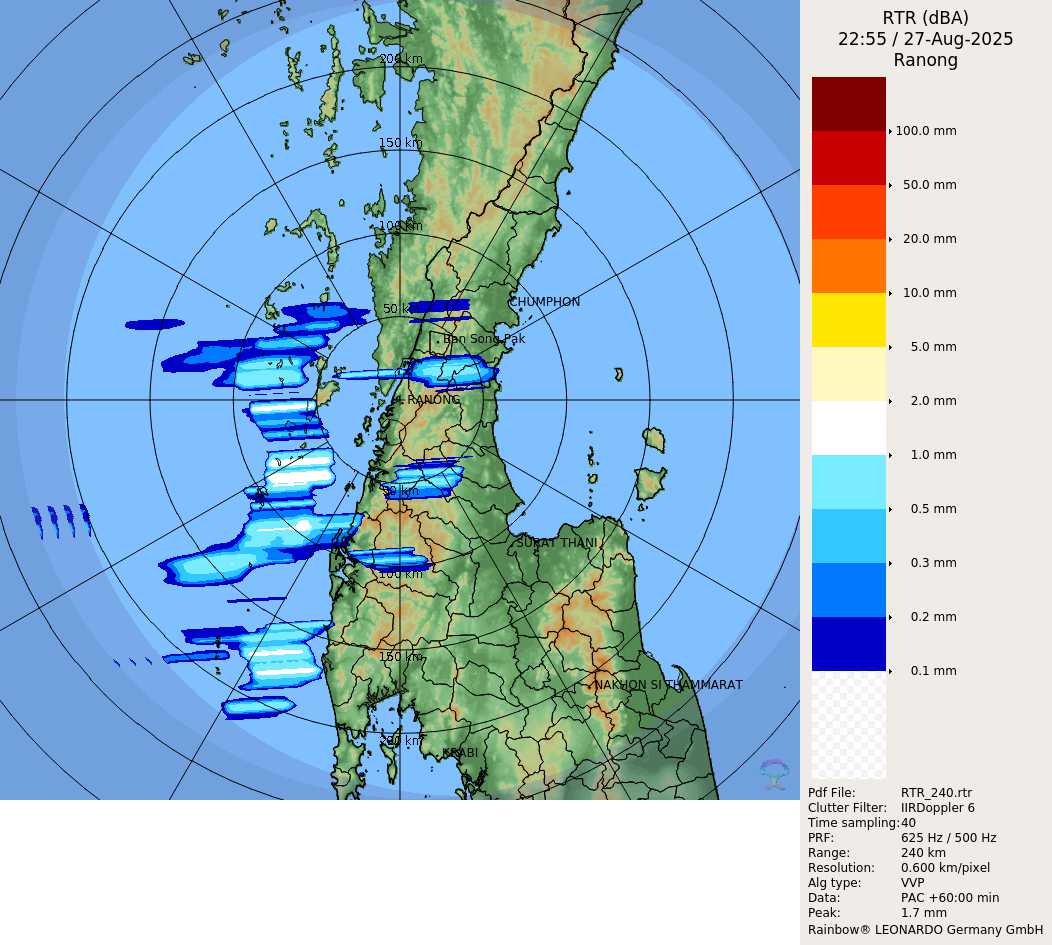 RTR (dBA)
22:55 / 27-Aug-2025
Ranong
100.0 mm
50.0 mm
20.0 mm
10.0 mm
5.0 mm
2.0 mm
1.0 mm
0.5 mm
0.3 mm
0.2 mm
0.1 mm
Pdf File: RTR_240.rtr
Clutter Filter: IIRDoppler 6
Time sampling:40
PRF: 625 Hz / 500 Hz
Range: 240 km
Resolution: 0.600 km/pixel
Alg type: VVP
Data: PAC +60:00 min
Peak: 1.7 mm
Rainbow® LEONARDO Germany GmbH
200 km
150 km
100 km
50 k
CHUMPHON
Ban Song Pak
RANONG
50 km
SURAT THANI
100 km
150 km
NAKHON SI THAMMARAT
200 km
KRABI